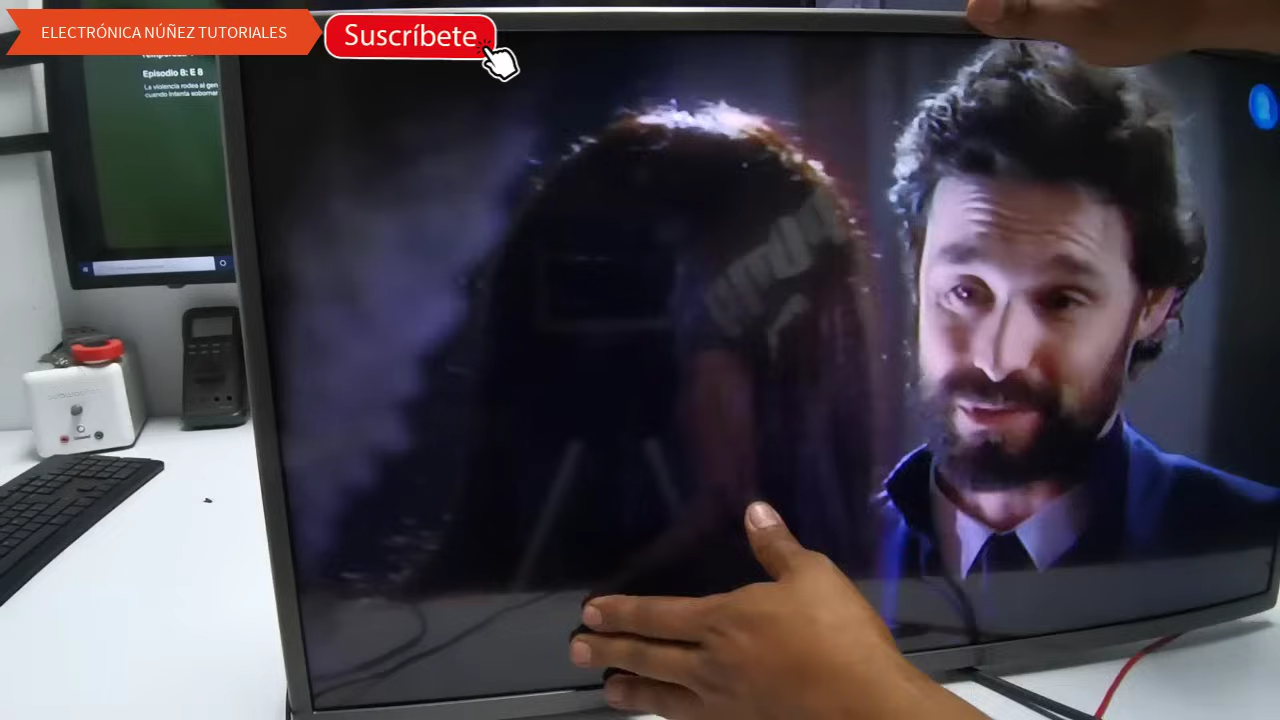 ELECTRÓNICA NÚÑEZ TUTORIALES
Suscríbete
Episodio 8: E 8
La violencia rodea al gen
cuando intenta sobornar